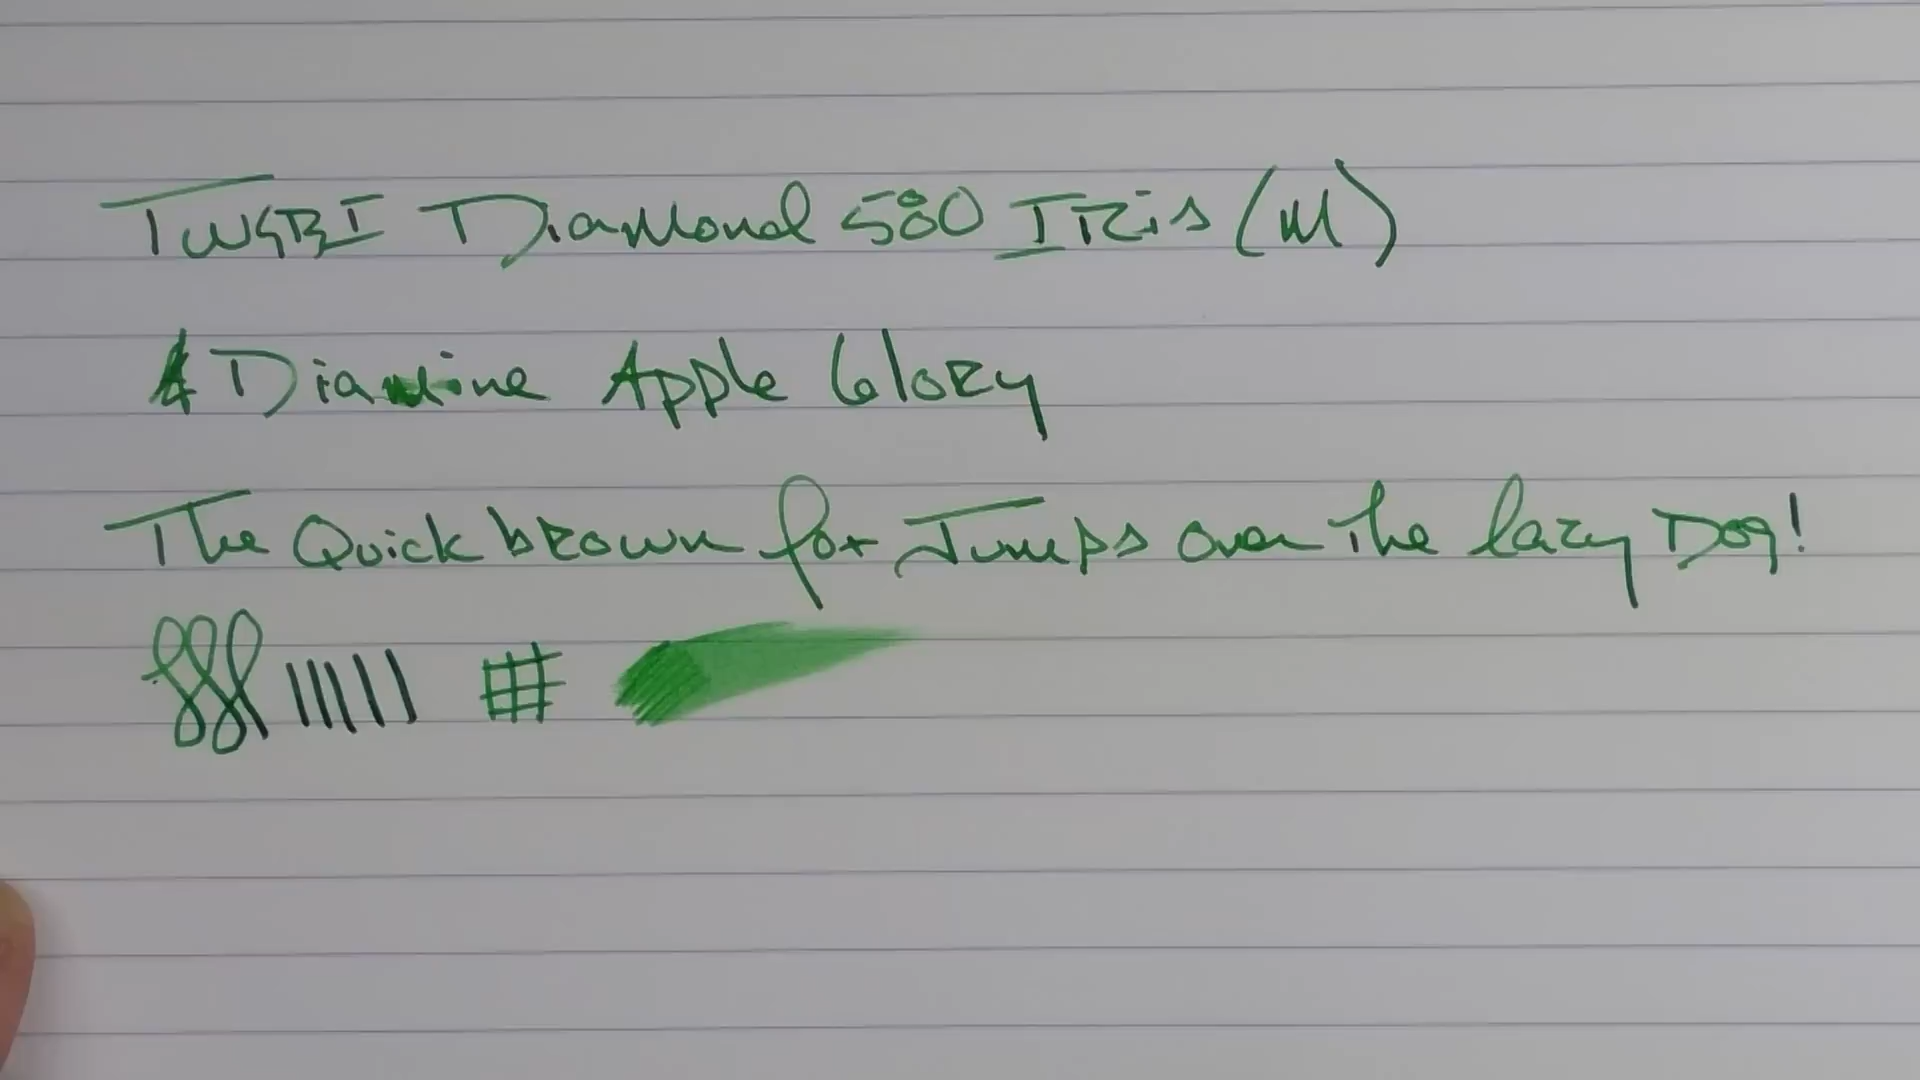 TWSBI Diamond 580 IRis (M)
& Diamine Apple Glory
The Quick brown fox Jumps over the lazy Dog!